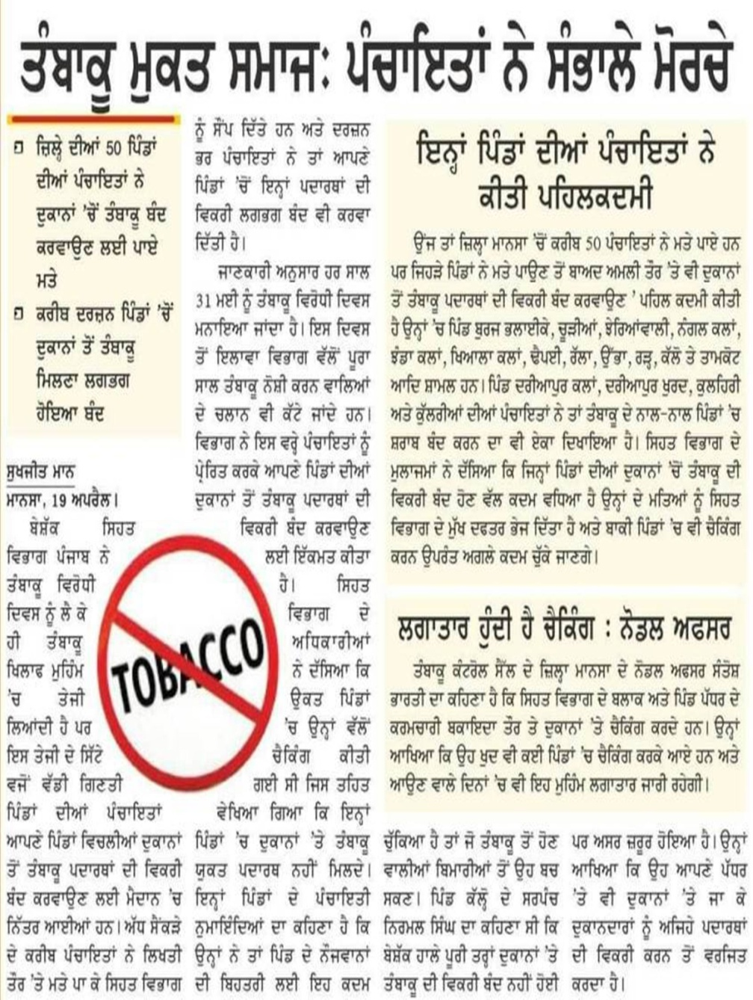 ਤੰਬਾਕੂ ਮੁਕਤ ਸਮਾਜ: ਪੰਚਾਇਤਾਂ ਨੇ ਸੰਭਾਲੇ ਮੋਰਚੇ
ਜ਼ਿਲ੍ਹੇ ਦੀਆਂ 50 ਪਿੰਡਾਂ
ਦੀਆਂ ਪੰਚਾਇਤਾਂ ਨੇ
ਦੁਕਾਨਾਂ 'ਚੋਂ ਤੰਬਾਕੂ ਬੰਦ
ਕਰਵਾਉਣ ਲਈ ਪਾਏ
ਮਤੇ
ਕਰੀਬ ਦਰਜ਼ਨ ਪਿੰਡਾਂ 'ਚੋਂ
ਦੁਕਾਨਾਂ ਤੋਂ ਤੰਬਾਕੂ
ਮਿਲਣਾ ਲਗਭਗ
ਹੋਇਆ ਬੰਦ
ਸੁਖਜੀਤ ਮਾਨ
ਮਾਨਸਾ, 19 ਅਪਰੈਲ।
ਬੇਸ਼ੱਕ ਸਿਹਤ
ਵਿਭਾਗ ਪੰਜਾਬ ਨੇ
ਤੰਬਾਕੂ ਵਿਰੋਧੀ
ਦਿਵਸ ਨੂੰ ਲੈ ਕੇ
ਹੀ ਤੰਬਾਕੂ
ਖਿਲਾਫ ਮੁਹਿੰਮ
'ਚ ਤੇਜੀ
ਲਿਆਂਦੀ ਹੈ ਪਰ
ਇਸ ਤੇਜੀ ਦੇ ਸਿੱਟੇ
ਵਜੋਂ ਵੱਡੀ ਗਿਣਤੀ
ਪਿੰਡਾਂ ਦੀਆਂ ਪੰਚਾਇਤਾਂ
ਆਪਣੇ ਪਿੰਡਾਂ ਵਿਚਲੀਆਂ ਦੁਕਾਨਾਂ
ਤੋਂ ਤੰਬਾਕੂ ਪਦਾਰਥਾਂ ਦੀ ਵਿਕਰੀ
ਬੰਦ ਕਰਵਾਉਣ ਲਈ ਮੈਦਾਨ 'ਚ
ਨਿੱਤਰ ਆਈਆਂ ਹਨ। ਅੱਧ ਸੈਂਕੜੇ
ਦੇ ਕਰੀਬ ਪੰਚਾਇਤਾਂ ਨੇ ਲਿਖਤੀ
ਤੌਰ 'ਤੇ ਮਤੇ ਪਾ ਕੇ ਸਿਹਤ ਵਿਭਾਗ
ਨੂੰ ਸੌਂਪ ਦਿੱਤੇ ਹਨ ਅਤੇ ਦਰਜ਼ਨ
ਭਰ ਪੰਚਾਇਤਾਂ ਨੇ ਤਾਂ ਆਪਣੇ
ਪਿੰਡਾਂ 'ਚੋਂ ਇਨ੍ਹਾਂ ਪਦਾਰਥਾਂ ਦੀ
ਵਿਕਰੀ ਲਗਭਗ ਬੰਦ ਵੀ ਕਰਵਾ
ਦਿੱਤੀ ਹੈ।
ਜਾਣਕਾਰੀ ਅਨੁਸਾਰ ਹਰ ਸਾਲ
31 ਮਈ ਨੂੰ ਤੰਬਾਕੂ ਵਿਰੋਧੀ ਦਿਵਸ
ਮਨਾਇਆ ਜਾਂਦਾ ਹੈ। ਇਸ ਦਿਵਸ
ਤੋਂ ਇਲਾਵਾ ਵਿਭਾਗ ਵੱਲੋਂ ਪੂਰਾ
ਸਾਲ ਤੰਬਾਕੂ ਨੋਸ਼ੀ ਕਰਨ ਵਾਲਿਆਂ
ਦੇ ਚਲਾਨ ਵੀ ਕੱਟੇ ਜਾਂਦੇ ਹਨ।
ਵਿਭਾਗ ਨੇ ਇਸ ਵਰ੍ਹੇ ਪੰਚਾਇਤਾਂ ਨੂੰ
ਪ੍ਰੇਰਿਤ ਕਰਕੇ ਆਪਣੇ ਪਿੰਡਾਂ ਦੀਆਂ
ਦੁਕਾਨਾਂ ਤੋਂ ਤੰਬਾਕੂ ਪਦਾਰਥਾਂ ਦੀ
ਵਿਕਰੀ ਬੰਦ ਕਰਵਾਉਣ
ਲਈ ਇੱਕਮਤ ਕੀਤਾ
ਹੈ। ਸਿਹਤ
ਵਿਭਾਗ ਦੇ
ਅਧਿਕਾਰੀਆਂ
ਨੇ ਦੱਸਿਆ ਕਿ
ਉਕਤ ਪਿੰਡਾਂ
'ਚ ਉਨ੍ਹਾਂ ਵੱਲੋਂ
ਚੈਕਿੰਗ ਕੀਤੀ
ਗਈ ਸੀ ਜਿਸ ਤਹਿਤ
ਵੇਖਿਆ ਗਿਆ ਕਿ ਇਨ੍ਹਾਂ
ਪਿੰਡਾਂ 'ਚ ਦੁਕਾਨਾਂ 'ਤੇ ਤੰਬਾਕੂ
ਯੁਕਤ ਪਦਾਰਥ ਨਹੀਂ ਮਿਲਦੇ।
ਇਨ੍ਹਾਂ ਪਿੰਡਾਂ ਦੇ ਪੰਚਾਇਤੀ
ਨੁਮਾਇੰਦਿਆਂ ਦਾ ਕਹਿਣਾ ਹੈ ਕਿ
ਉਨ੍ਹਾਂ ਨੇ ਤਾਂ ਪਿੰਡ ਦੇ ਨੌਜਵਾਨਾਂ
ਦੀ ਬਿਹਤਰੀ ਲਈ ਇਹ ਕਦਮ
TOBACCO
ਇਨ੍ਹਾਂ ਪਿੰਡਾਂ ਦੀਆਂ ਪੰਚਾਇਤਾਂ ਨੇ
ਕੀਤੀ ਪਹਿਲਕਦਮੀ
ਉਂਜ ਤਾਂ ਜ਼ਿਲ੍ਹਾ ਮਾਨਸਾ 'ਚੋਂ ਕਰੀਬ 50 ਪੰਚਾਇਤਾਂ ਨੇ ਮਤੇ ਪਾਏ ਹਨ
ਪਰ ਜਿਹੜੇ ਪਿੰਡਾਂ ਨੇ ਮਤੇ ਪਾਉਣ ਤੋਂ ਬਾਅਦ ਅਮਲੀ ਤੌਰ 'ਤੇ ਵੀ ਦੁਕਾਨਾਂ
ਤੋਂ ਤੰਬਾਕੂ ਪਦਾਰਥਾਂ ਦੀ ਵਿਕਰੀ ਬੰਦ ਕਰਵਾਉਣ ' ਪਹਿਲ ਕਦਮੀ ਕੀਤੀ
ਹੈ ਉਨ੍ਹਾਂ 'ਚ ਪਿੰਡ ਬੁਰਜ ਭਲਾਈਕੇ, ਚੂੜੀਆਂ, ਝੇਰਿਆਂਵਾਲੀ, ਨੰਗਲ ਕਲਾਂ,
ਝੰਡਾ ਕਲਾਂ, ਖਿਆਲਾ ਕਲਾਂ, ਢੈਪਈ, ਰੱਲਾ, ਉੱਭਾ, ਰੜ੍ਹ, ਕੱਲੋ ਤੇ ਤਾਮਕੋਟ
ਆਦਿ ਸ਼ਾਮਲ ਹਨ। ਪਿੰਡ ਦਰੀਆਪੁਰ ਕਲਾਂ, ਦਰੀਆਪੁਰ ਖੁਰਦ, ਕੁਲਹਿਰੀ
ਅਤੇ ਕੁੱਲਰੀਆਂ ਦੀਆਂ ਪੰਚਾਇਤਾਂ ਨੇ ਤਾਂ ਤੰਬਾਕੂ ਦੇ ਨਾਲ-ਨਾਲ ਪਿੰਡਾਂ 'ਚ
ਸ਼ਰਾਬ ਬੰਦ ਕਰਨ ਦਾ ਵੀ ਏਕਾ ਦਿਖਾਇਆ ਹੈ। ਸਿਹਤ ਵਿਭਾਗ ਦੇ
ਮੁਲਾਜਮਾਂ ਨੇ ਦੱਸਿਆ ਕਿ ਜਿਨ੍ਹਾਂ ਪਿੰਡਾਂ ਦੀਆਂ ਦੁਕਾਨਾਂ 'ਚੋਂ ਤੰਬਾਕੂ ਦੀ
ਵਿਕਰੀ ਬੰਦ ਹੋਣ ਵੱਲ ਕਦਮ ਵਧਿਆ ਹੈ ਉਨ੍ਹਾਂ ਦੇ ਮਤਿਆਂ ਨੂੰ ਸਿਹਤ
ਵਿਭਾਗ ਦੇ ਮੁੱਖ ਦਫਤਰ ਭੇਜ ਦਿੱਤਾ ਹੈ ਅਤੇ ਬਾਕੀ ਪਿੰਡਾਂ 'ਚ ਵੀ ਚੈਕਿੰਗ
ਕਰਨ ਉਪਰੰਤ ਅਗਲੇ ਕਦਮ ਚੁੱਕੇ ਜਾਣਗੇ।
ਲਗਾਤਾਰ ਹੁੰਦੀ ਹੈ ਚੈਕਿੰਗ : ਨੋਡਲ ਅਫਸਰ
ਤੰਬਾਕੂ ਕੰਟਰੋਲ ਸੈੱਲ ਦੇ ਜ਼ਿਲ੍ਹਾ ਮਾਨਸਾ ਦੇ ਨੋਡਲ ਅਫਸਰ ਸੰਤੋਸ਼
ਭਾਰਤੀ ਦਾ ਕਹਿਣਾ ਹੈ ਕਿ ਸਿਹਤ ਵਿਭਾਗ ਦੇ ਬਲਾਕ ਅਤੇ ਪਿੰਡ ਪੱਧਰ ਦੇ
ਕਰਮਚਾਰੀ ਬਕਾਇਦਾ ਤੌਰ ਤੇ ਦੁਕਾਨਾਂ 'ਤੇ ਚੈਕਿੰਗ ਕਰਦੇ ਹਨ। ਉਨ੍ਹਾਂ
ਆਖਿਆ ਕਿ ਉਹ ਖੁਦ ਵੀ ਕਈ ਪਿੰਡਾਂ 'ਚ ਚੈਕਿੰਗ ਕਰਕੇ ਆਏ ਹਨ ਅਤੇ
ਆਉਣ ਵਾਲੇ ਦਿਨਾਂ 'ਚ ਵੀ ਇਹ ਮੁਹਿੰਮ ਲਗਾਤਾਰ ਜਾਰੀ ਰਹੇਗੀ।
ਚੁੱਕਿਆ ਹੈ ਤਾਂ ਜੋ ਤੰਬਾਕੂ ਤੋਂ ਹੋਣ
ਵਾਲੀਆਂ ਬਿਮਾਰੀਆਂ ਤੋਂ ਉਹ ਬਚ
ਸਕਣ। ਪਿੰਡ ਕੱਲ੍ਹੋ ਦੇ ਸਰਪੰਚ
ਨਿਰਮਲ ਸਿੰਘ ਦਾ ਕਹਿਣਾ ਸੀ ਕਿ
ਬੇਸ਼ੱਕ ਹਾਲੇ ਪੂਰੀ ਤਰ੍ਹਾਂ ਦੁਕਾਨਾਂ 'ਤੇ
ਤੰਬਾਕੂ ਦੀ ਵਿਕਰੀ ਬੰਦ ਨਹੀਂ ਹੋਈ
ਪਰ ਅਸਰ ਜ਼ਰੂਰ ਹੋਇਆ ਹੈ। ਉਨ੍ਹਾਂ
ਆਖਿਆ ਕਿ ਉਹ ਆਪਣੇ ਪੱਧਰ
'ਤੇ ਵੀ ਦੁਕਾਨਾਂ 'ਤੇ ਜਾ ਕੇ
ਦੁਕਾਨਦਾਰਾਂ ਨੂੰ ਅਜਿਹੇ ਪਦਾਰਥਾਂ
ਦੀ ਵਿਕਰੀ ਕਰਨ ਤੋਂ ਵਰਜਿਤ
ਕਰਦਾ ਹੈ।